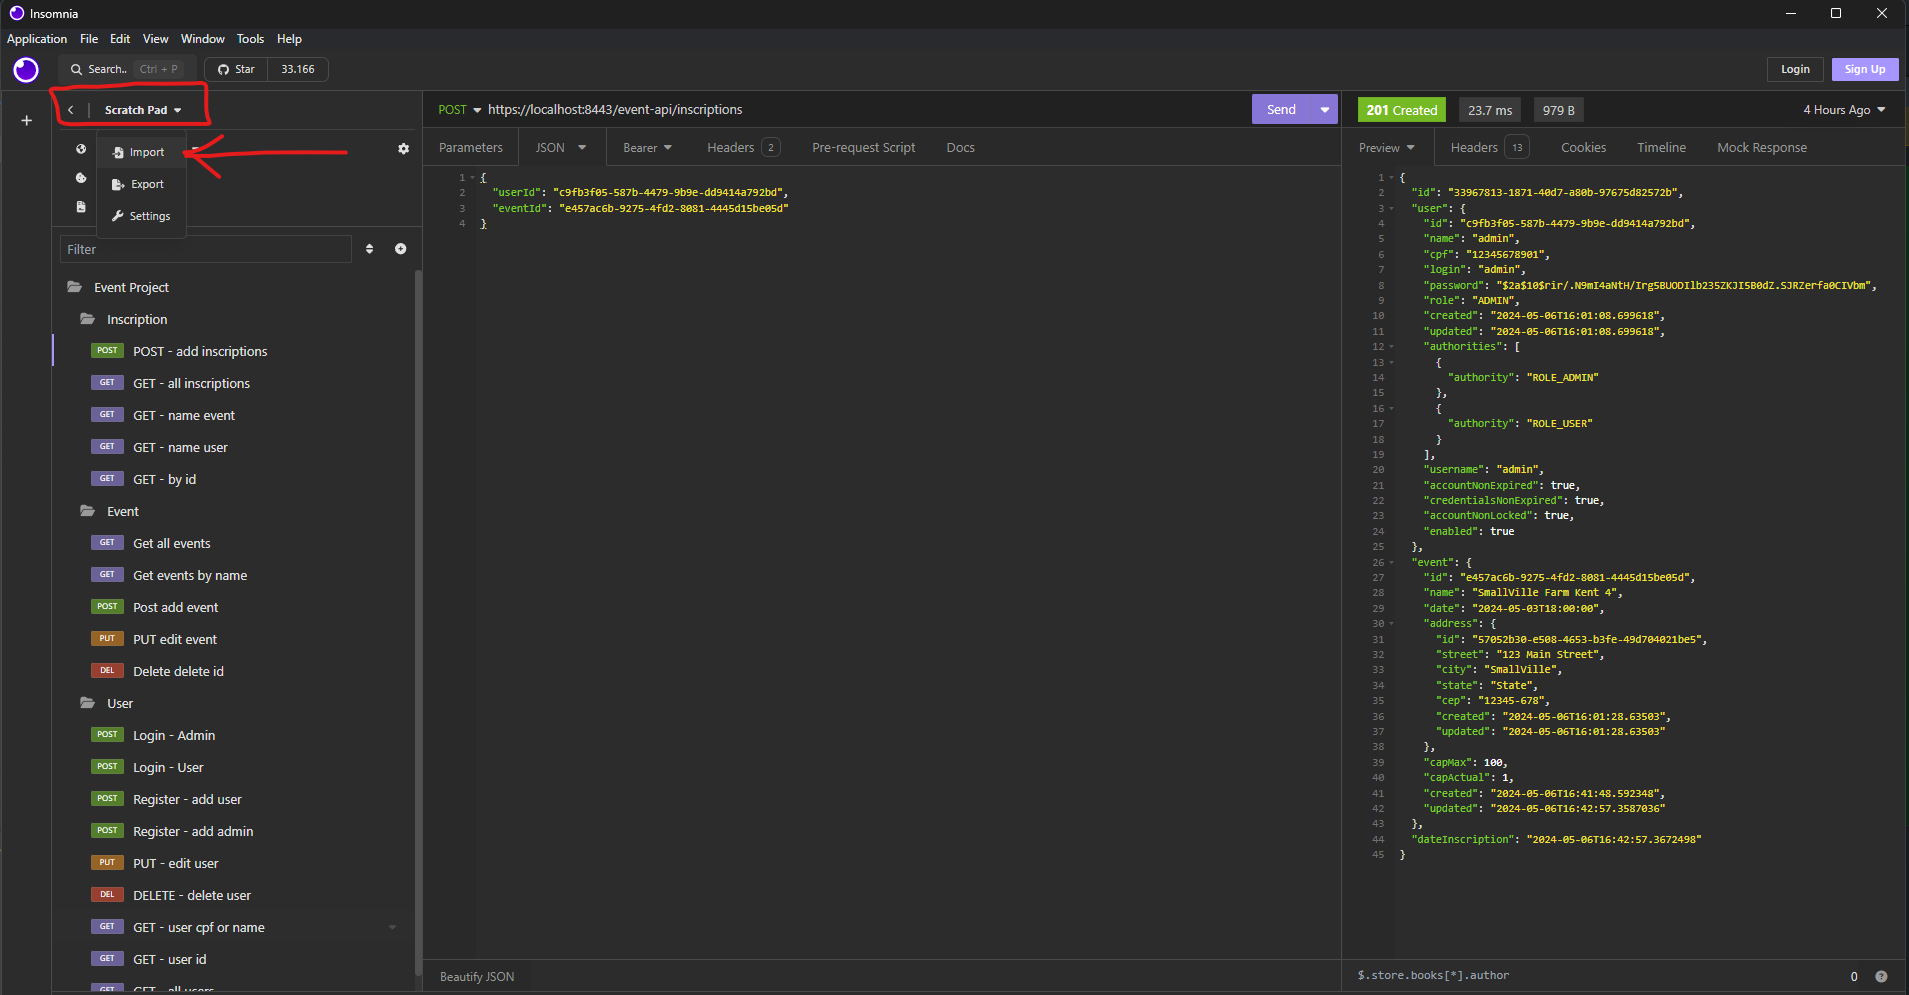 Insomnia
Application File Edit View Window Tools Help
Search.. Ctrl + P Star 33.166 Login Sign Up
Scratch Pad
Import
Export
Settings
Filter
Event Project
Inscription
POST POST - add inscriptions
GET GET - all inscriptions
GET GET - name event
GET GET - name user
GET GET - by id
Event
GET Get all events
GET Get events by name
POST Post add event
PUT PUT edit event
DEL Delete delete id
User
POST Login - Admin
POST Login - User
POST Register - add user
POST Register - add admin
PUT PUT - edit user
DEL DELETE - delete user
GET GET - user cpf or name
GET GET - user id
GET GET - all users
POST https://localhost:8443/event-api/inscriptions Send
Parameters JSON Bearer Headers 2 Pre-request Script Docs
1 {
2 "userId": "c9fb3f05-587b-4479-9b9e-dd9414a792bd",
3 "eventId": "e457ac6b-9275-4fd2-8081-4445d15be05d"
4 }
Beautify JSON
201 Created 23.7 ms 979 B 4 Hours Ago
Preview Headers 13 Cookies Timeline Mock Response
1 {
2 "id": "33967813-1871-40d7-a80b-97675d82572b",
3 "user": {
4 "id": "c9fb3f05-587b-4479-9b9e-dd9414a792bd",
5 "name": "admin",
6 "cpf": "12345678901",
7 "login": "admin",
8 "password": "$2a$10$rir/.N9mI4aNtH/Irg5BUODIlb235ZKJI5B0dZ.SJRZerfa0CIVbm",
9 "role": "ADMIN",
10 "created": "2024-05-06T16:01:08.699618",
11 "updated": "2024-05-06T16:01:08.699618",
12 "authorities": [
13 {
14 "authority": "ROLE_ADMIN"
15 },
16 {
17 "authority": "ROLE_USER"
18 }
19 ],
20 "username": "admin",
21 "accountNonExpired": true,
22 "credentialsNonExpired": true,
23 "accountNonLocked": true,
24 "enabled": true
25 },
26 "event": {
27 "id": "e457ac6b-9275-4fd2-8081-4445d15be05d",
28 "name": "SmallVille Farm Kent 4",
29 "date": "2024-05-03T18:00:00",
30 "address": {
31 "id": "57052b30-e508-4653-b3fe-49d704021be5",
32 "street": "123 Main Street",
33 "city": "SmallVille",
34 "state": "State",
35 "cep": "12345-678",
36 "created": "2024-05-06T16:01:28.63503",
37 "updated": "2024-05-06T16:01:28.63503"
38 },
39 "capMax": 100,
40 "capActual": 1,
41 "created": "2024-05-06T16:41:48.592348",
42 "updated": "2024-05-06T16:42:57.3587036"
43 },
44 "dateInscription": "2024-05-06T16:42:57.3672498"
45 }
$.store.books[*].author 0